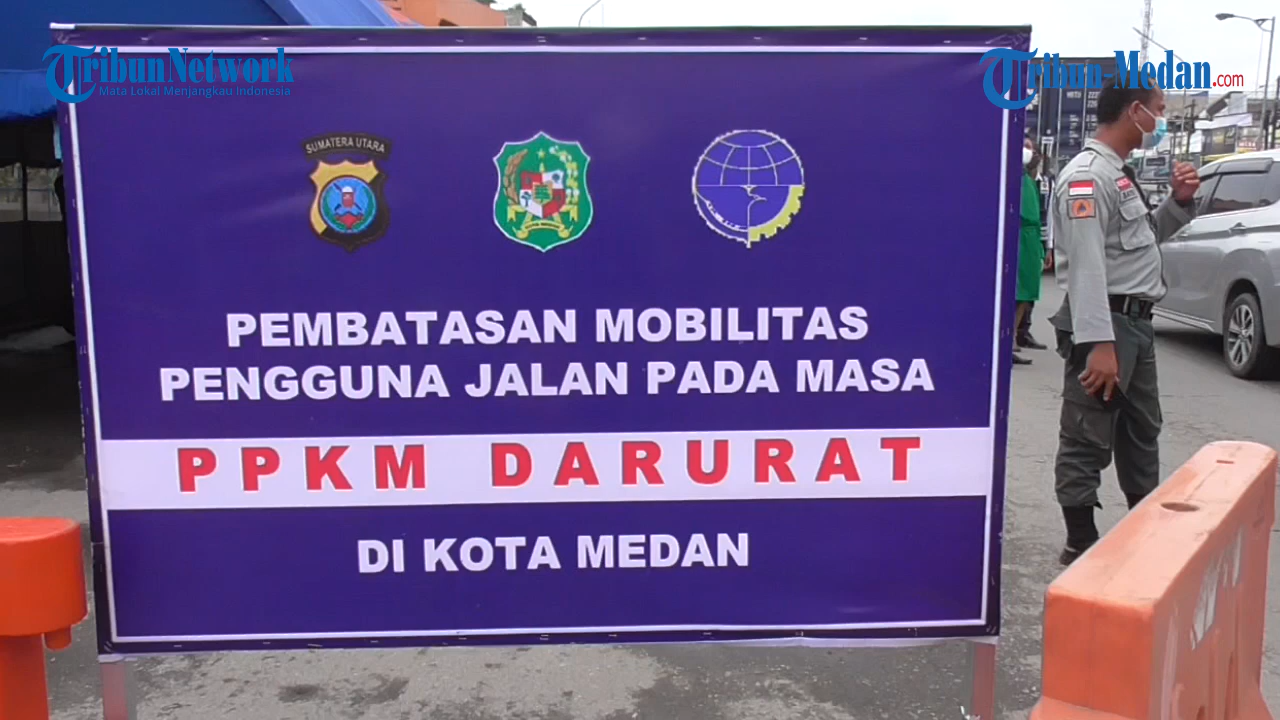 TribunNetwork
Mata Lokal Menjangkau Indonesia
Tribun-Medan.com
SUMATERA UTARA
PEMBATASAN MOBILITAS
PENGGUNA JALAN PADA MASA
PPKM DARURAT
DI KOTA MEDAN